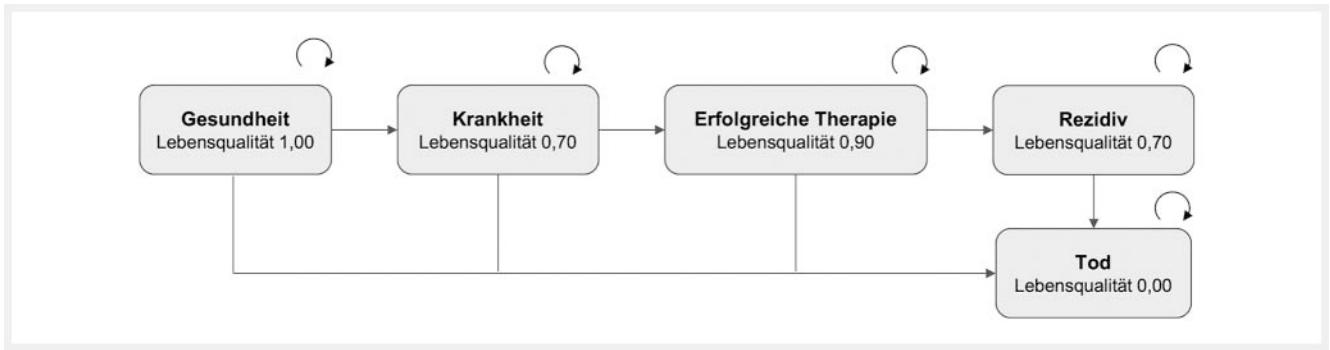 Gesundheit
Lebensqualität 1,00
Krankheit
Lebensqualität 0,70
Erfolgreiche Therapie
Lebensqualität 0,90
Rezidiv
Lebensqualität 0,70
Tod
Lebensqualität 0,00